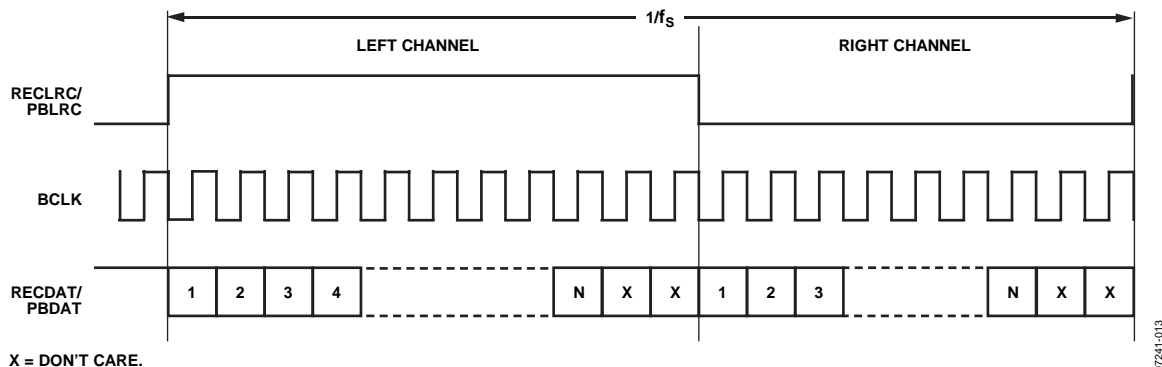 1/fS
LEFT CHANNEL RIGHT CHANNEL
RECLRC/
PBLRC
BCLK
RECDAT/
PBDAT
1 2 3 4 N X X 1 2 3 N X X
X = DON'T CARE.
07241-013